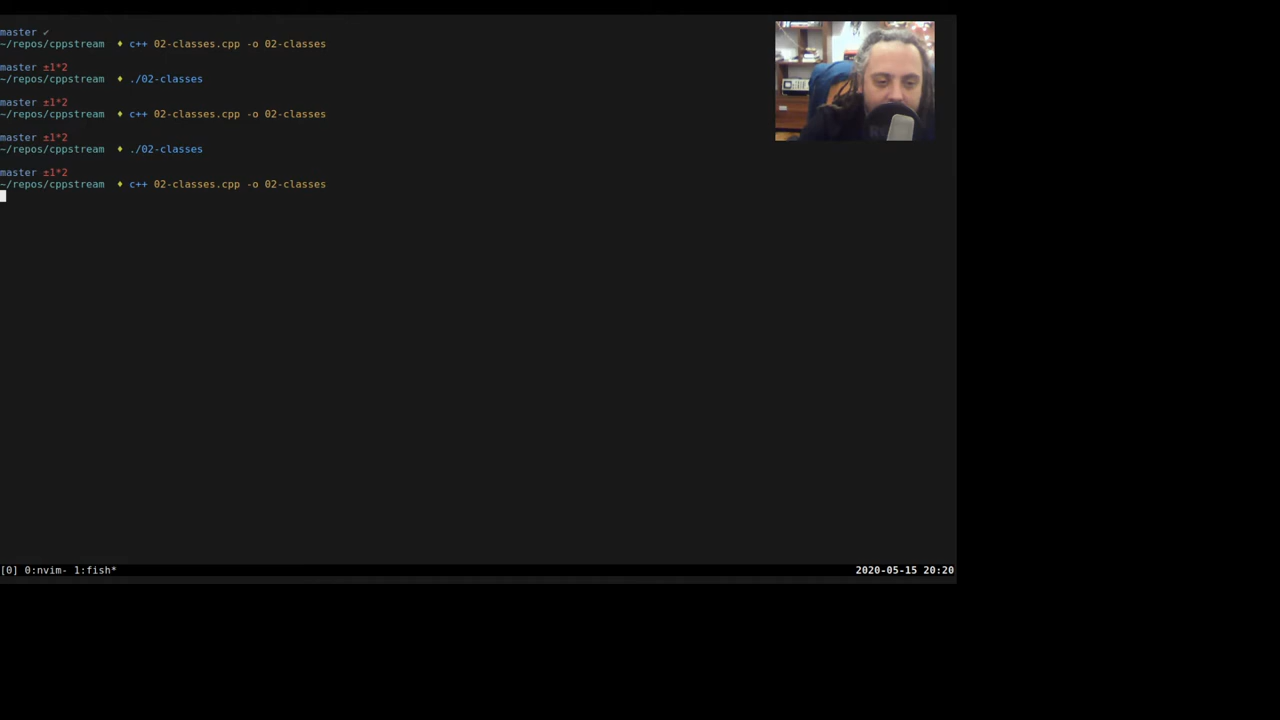 master ✔
~/repos/cppstream ♦ c++ 02-classes.cpp -o 02-classes
master ±1*2
~/repos/cppstream ♦ ./02-classes
master ±1*2
~/repos/cppstream ♦ c++ 02-classes.cpp -o 02-classes
master ±1*2
~/repos/cppstream ♦ ./02-classes
master ±1*2
~/repos/cppstream ♦ c++ 02-classes.cpp -o 02-classes
[0] 0:nvim- 1:fish* 2020-05-15 20:20